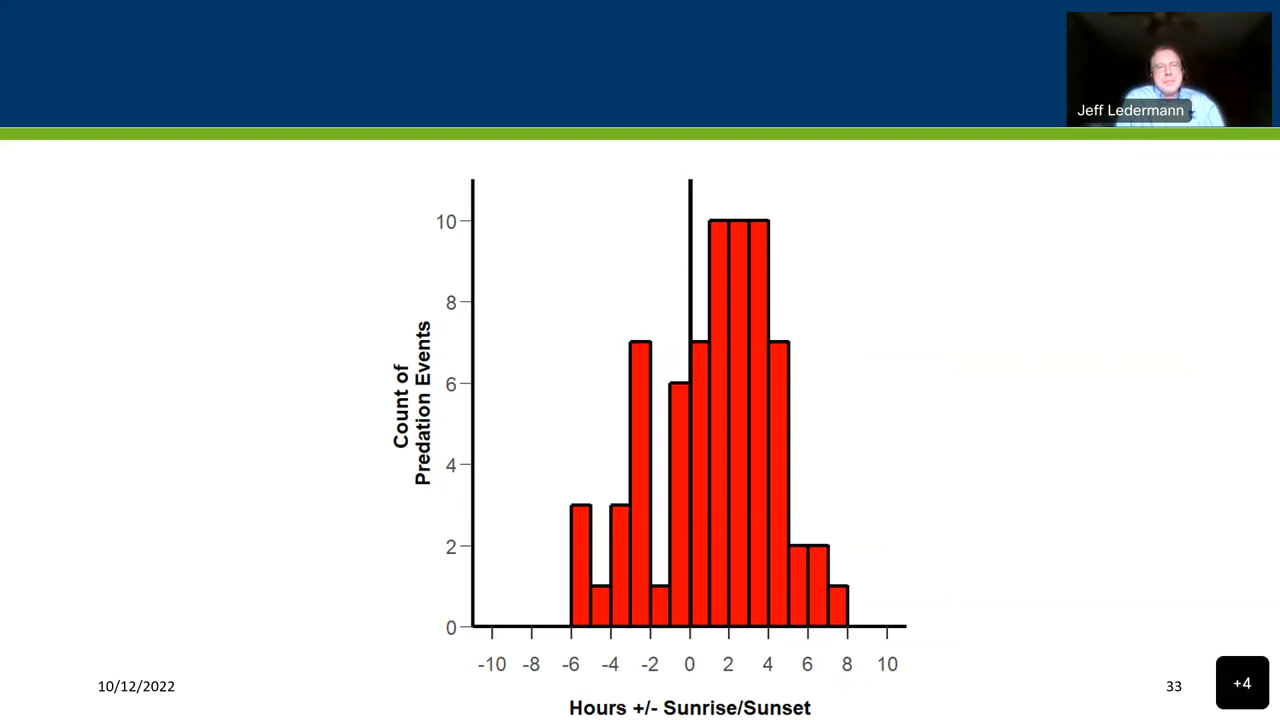 Jeff Ledermann
10
8
6
4
2
0
Count of
Predation Events
-10 -8 -6 -4 -2 0 2 4 6 8 10
Hours +/- Sunrise/Sunset
10/12/2022
33
+4